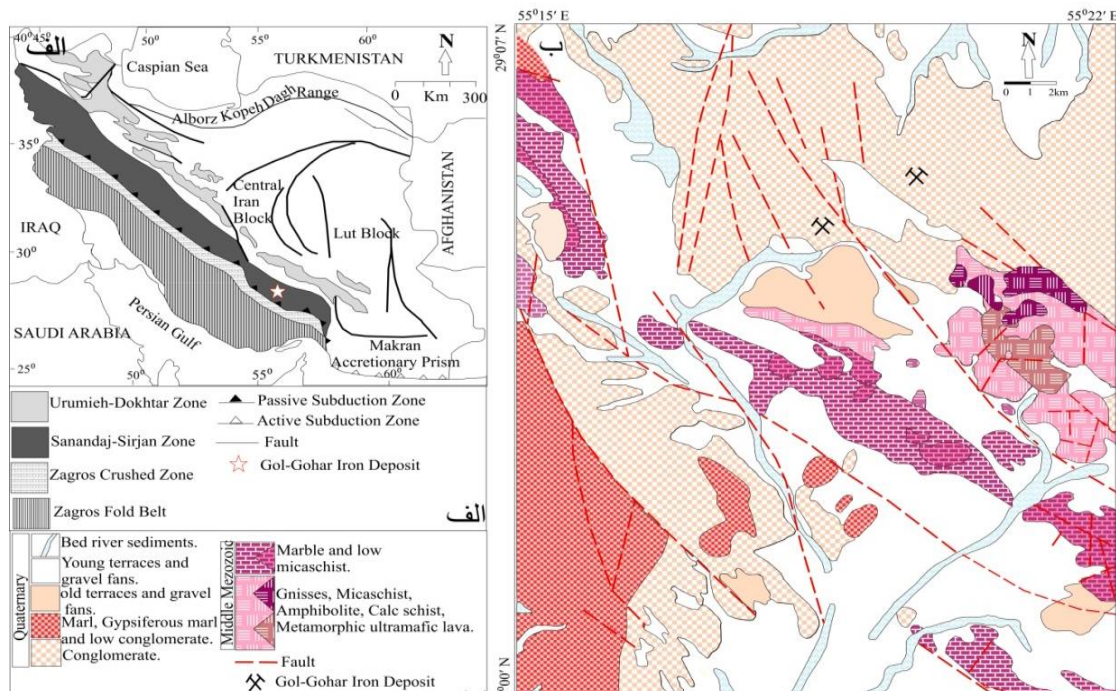 40° 45°
50°
60°
الف
Caspian Sea
TURKMENISTAN
N
0 Km 300
Alborz Kopeh Dagh Range
35°
Central
Iran
Block
Lut Block
AFGHANISTAN
IRAQ
30°
SAUDI ARABIA
Persian Gulf
Makran
Accretionary Prism
25°
50°
55°
60°
Urumieh-Dokhtar Zone
Sanandaj-Sirjan Zone
Zagros Crushed Zone
Zagros Fold Belt
Passive Subduction Zone
Active Subduction Zone
Fault
Gol-Gohar Iron Deposit
الف
Quaternary
Bed river sediments.
Young terraces and
gravel fans.
old terraces and gravel
fans.
Marl, Gypsiferous marl
and low conglomerate.
Conglomerate.
Middle Mezozoic
Marble and low
micaschist.
Gnisses, Micaschist,
Amphibolite, Calc schist,
Metamorphic ultramafic lava.
Fault
Gol-Gohar Iron Deposit
55°15' E
55°22' E
29°07' N
N
0 1 2km
00' N